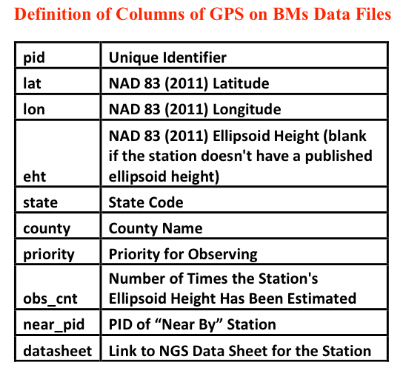 Definition of Columns of GPS on BMs Data Files
pid Unique Identifier
lat NAD 83 (2011) Latitude
lon NAD 83 (2011) Longitude
NAD 83 (2011) Ellipsoid Height (blank
if the station doesn't have a published
eht ellipsoid height)
state State Code
county County Name
priority Priority for Observing
Number of Times the Station's
obs_cnt Ellipsoid Height Has Been Estimated
near_pid PID of “Near By” Station
datasheet Link to NGS Data Sheet for the Station